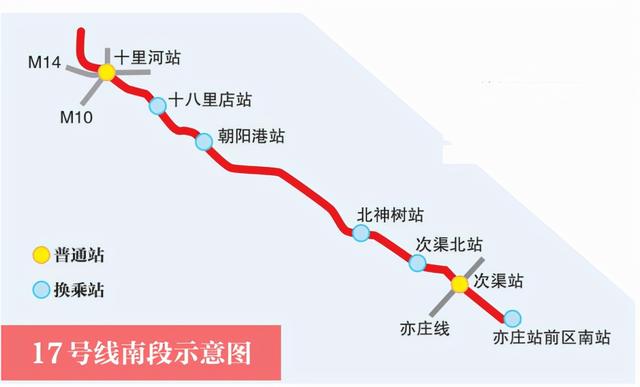 十里河站
M14
M10
十八里店站
朝阳港站
北神树站
次渠北站
次渠站
亦庄线
亦庄站前区南站
普通站
换乘站
17号线南段示意图